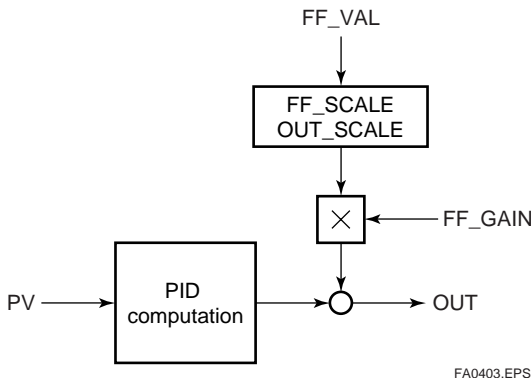 FF_VAL
FF_SCALE
OUT_SCALE
×
FF_GAIN
PV
PID
computation
OUT
FA0403.EPS